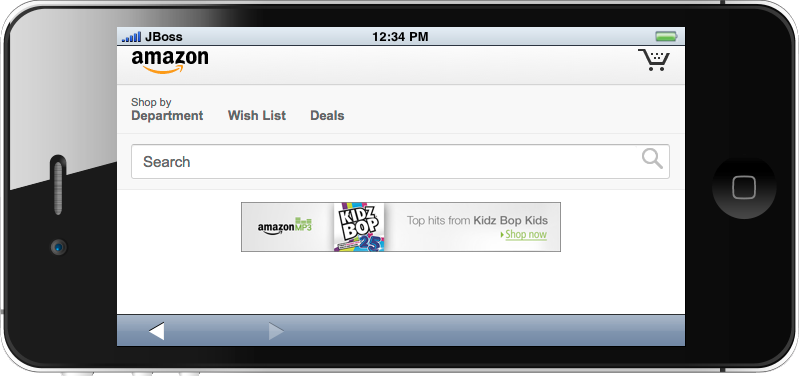 JBoss
12:34 PM
amazon
Shop by
Department
Wish List
Deals
Search
amazonMP3
KIDZ
BOP
25
Top hits from Kidz Bop Kids
Shop now